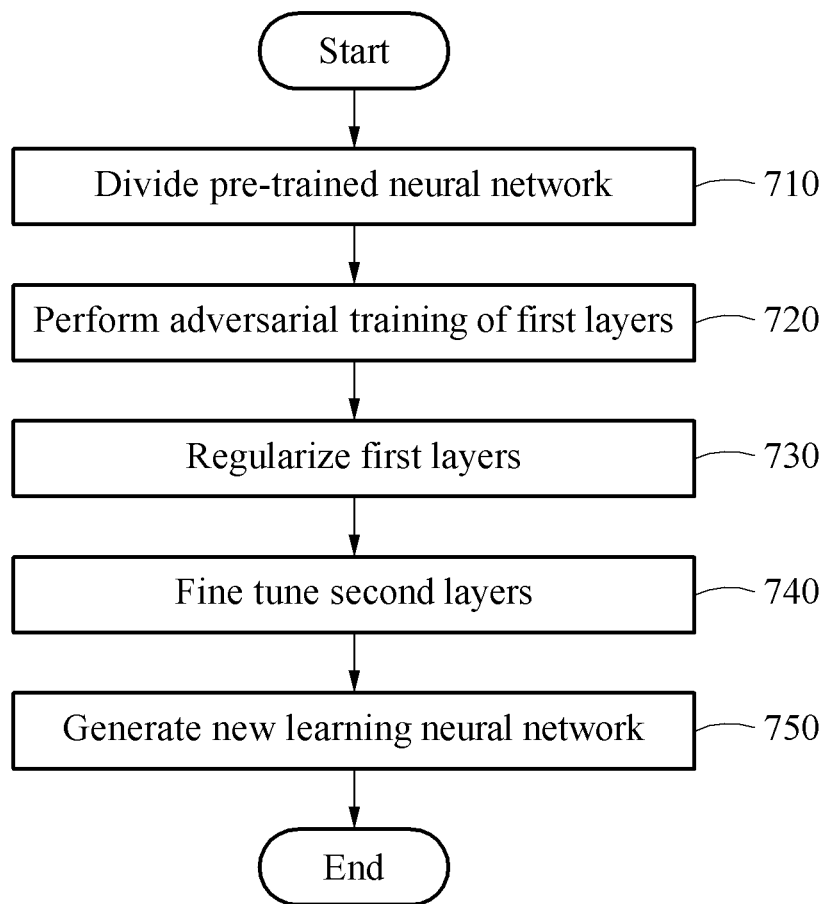 Start
Divide pre-trained neural network 710
Perform adversarial training of first layers 720
Regularize first layers 730
Fine tune second layers 740
Generate new learning neural network 750
End